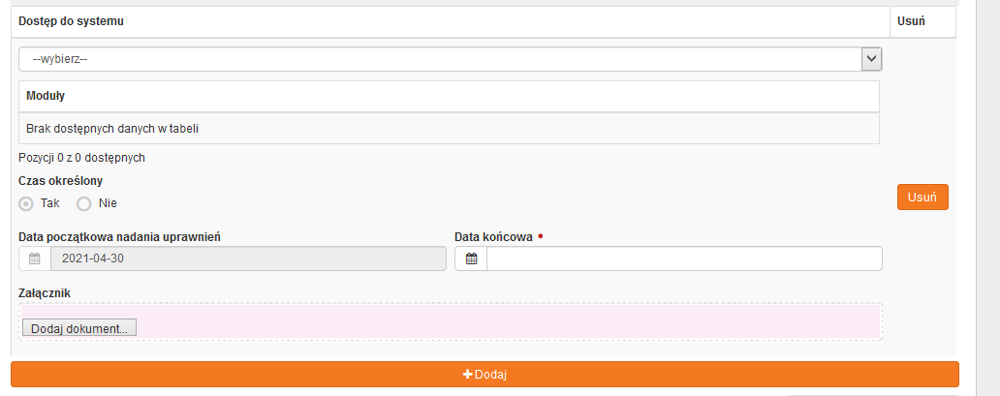 Dostęp do systemu Usuń
--wybierz--
Moduły
Brak dostępnych danych w tabeli
Pozycji 0 z 0 dostępnych
Czas określony
Tak Nie
Usuń
Data początkowa nadania uprawnień Data końcowa *
2021-04-30
Załącznik
Dodaj dokument...
+Dodaj